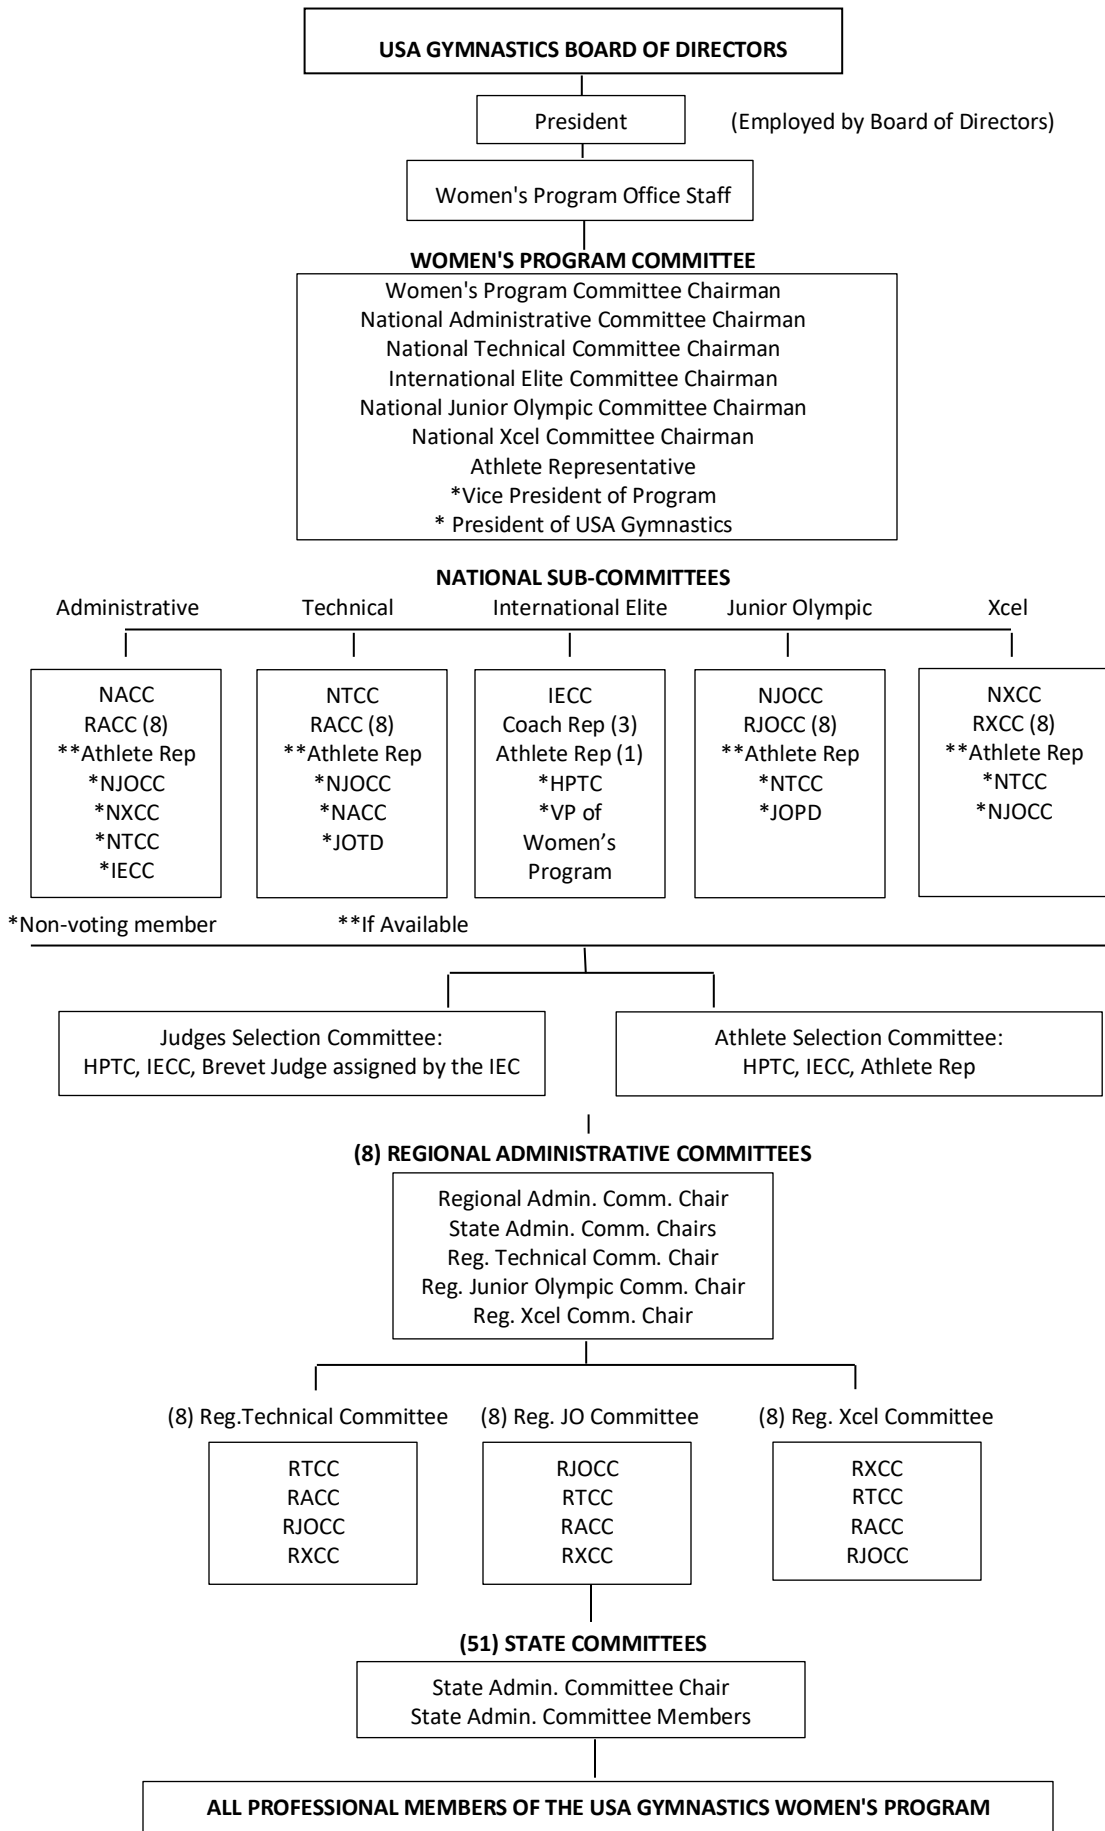 USA GYMNASTICS BOARD OF DIRECTORS
President
(Employed by Board of Directors)
Women's Program Office Staff
WOMEN'S PROGRAM COMMITTEE
Women's Program Committee Chairman
National Administrative Committee Chairman
National Technical Committee Chairman
International Elite Committee Chairman
National Junior Olympic Committee Chairman
National Xcel Committee Chairman
Athlete Representative
*Vice President of Program
* President of USA Gymnastics
NATIONAL SUB-COMMITTEES
Administrative
Technical
International Elite
Junior Olympic
Xcel
NACC
RACC (8)
**Athlete Rep
*NJOCC
*NXCC
*NTCC
*IECC
NTCC
RACC (8)
**Athlete Rep
*NJOCC
*NACC
*JOTD
IECC
Coach Rep (3)
Athlete Rep (1)
*HPTC
*VP of
Women’s
Program
NJOCC
RJOCC (8)
**Athlete Rep
*NTCC
*JOPD
NXCC
RXCC (8)
**Athlete Rep
*NTCC
*NJOCC
*Non-voting member
**If Available
Judges Selection Committee:
HPTC, IECC, Brevet Judge assigned by the IEC
Athlete Selection Committee:
HPTC, IECC, Athlete Rep
(8) REGIONAL ADMINISTRATIVE COMMITTEES
Regional Admin. Comm. Chair
State Admin. Comm. Chairs
Reg. Technical Comm. Chair
Reg. Junior Olympic Comm. Chair
Reg. Xcel Comm. Chair
(8) Reg.Technical Committee
RTCC
RACC
RJOCC
RXCC
(8) Reg. JO Committee
RJOCC
RTCC
RACC
RXCC
(8) Reg. Xcel Committee
RXCC
RTCC
RACC
RJOCC
(51) STATE COMMITTEES
State Admin. Committee Chair
State Admin. Committee Members
ALL PROFESSIONAL MEMBERS OF THE USA GYMNASTICS WOMEN'S PROGRAM